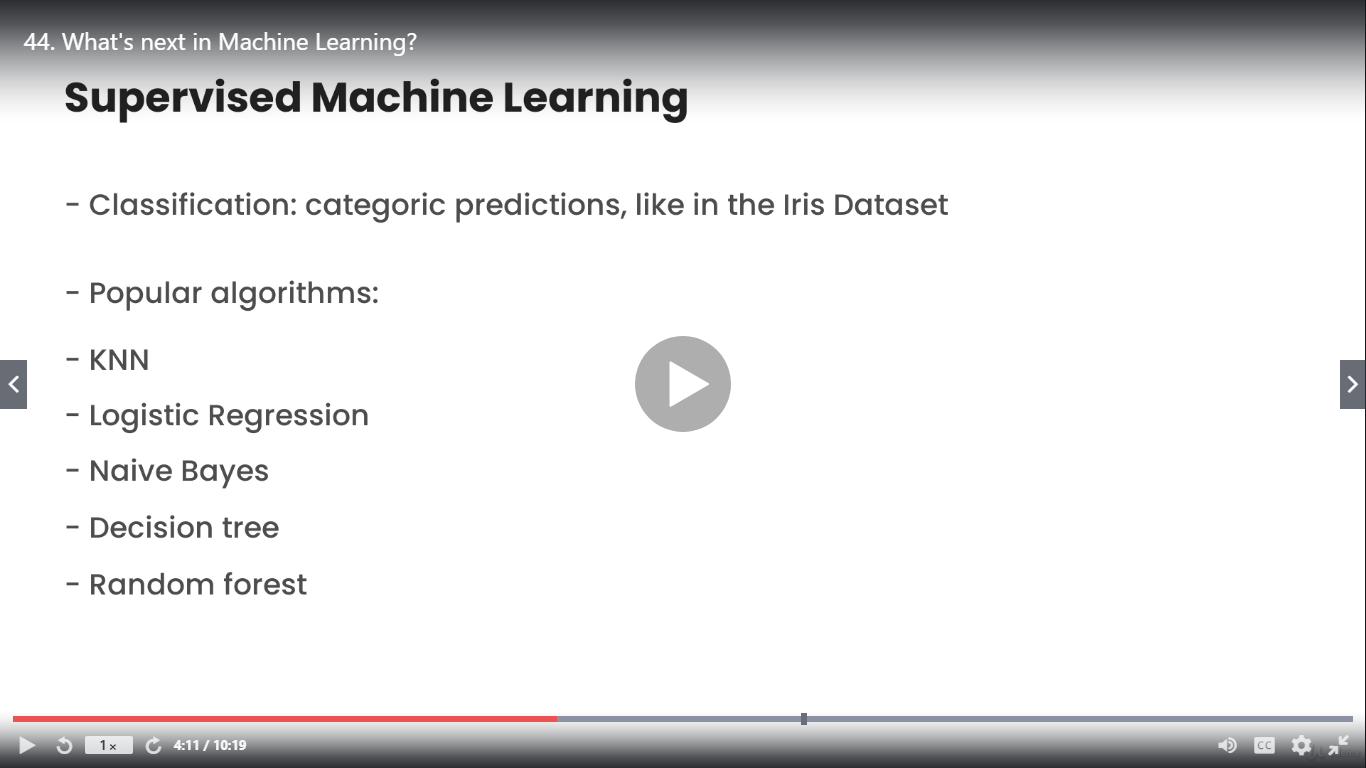 44. What's next in Machine Learning?
Supervised Machine Learning
- Classification: categoric predictions, like in the Iris Dataset
- Popular algorithms:
- KNN
- Logistic Regression
- Naive Bayes
- Decision tree
- Random forest
1x
4:11 / 10:19
CC